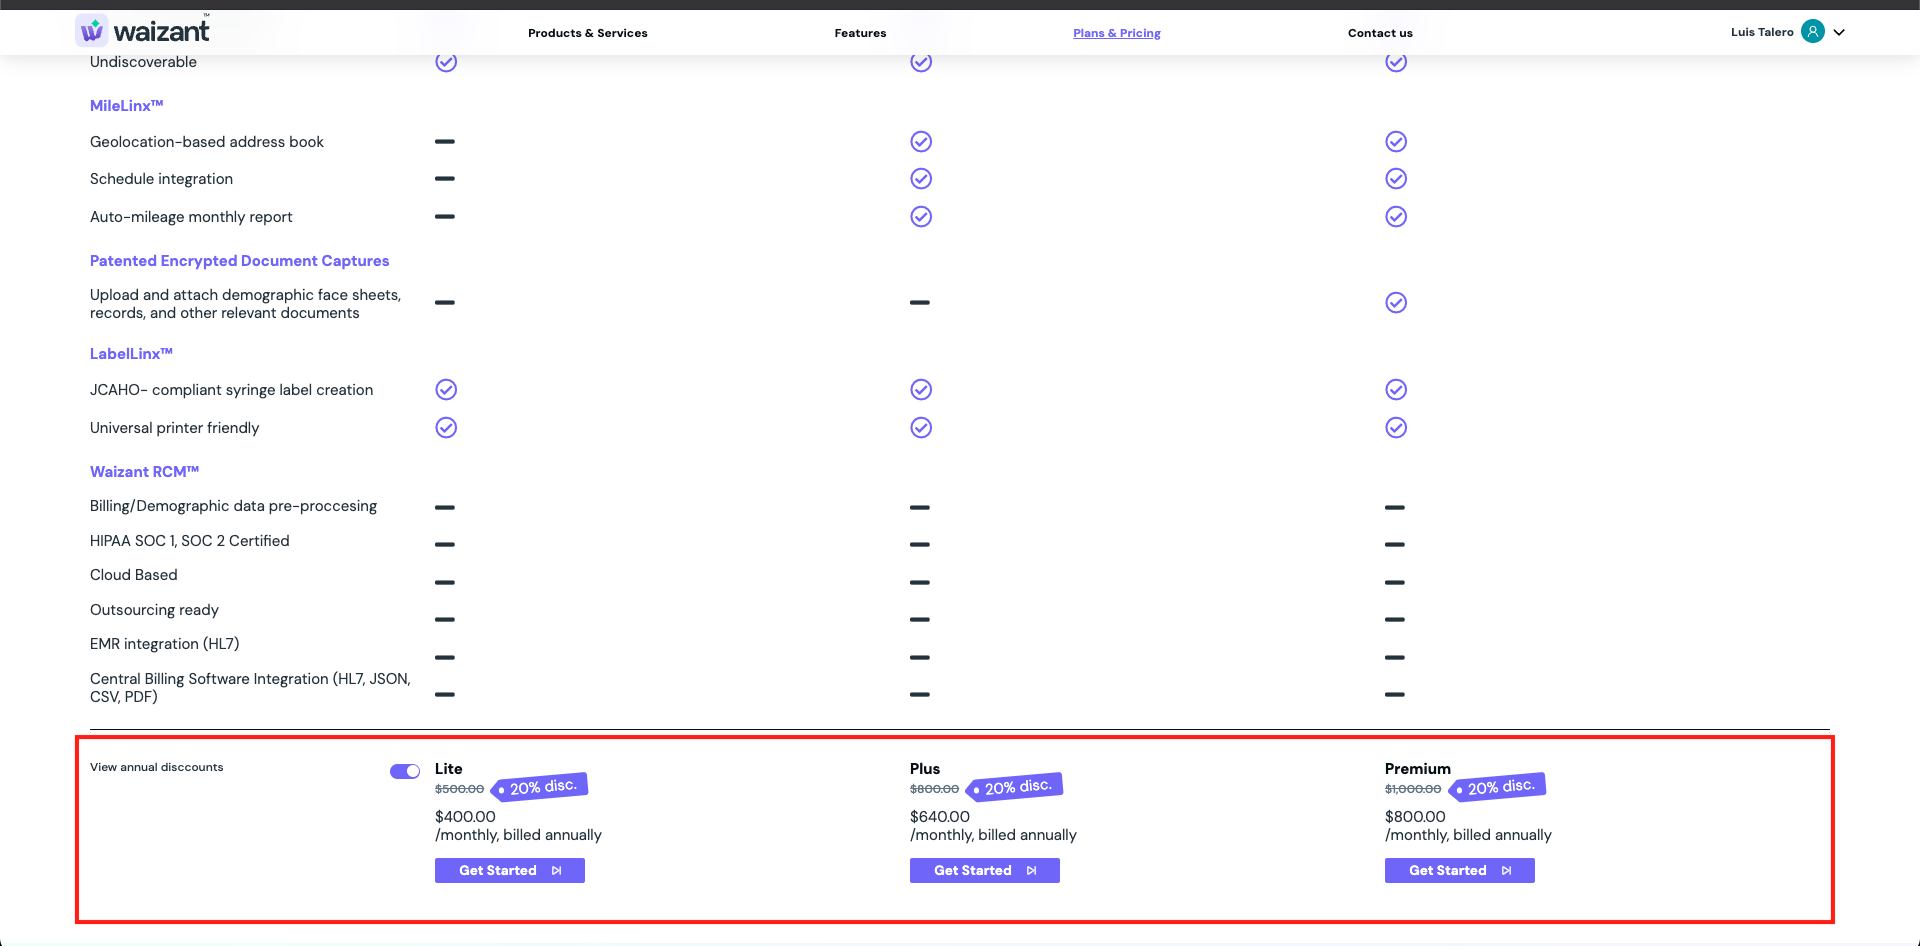 waizant™
Products & Services
Features
Plans & Pricing
Contact us
Luis Talero
Undiscoverable
MileLinx™
Geolocation-based address book
Schedule integration
Auto-mileage monthly report
Patented Encrypted Document Captures
Upload and attach demographic face sheets,
records, and other relevant documents
LabelLinx™
JCAHO- compliant syringe label creation
Universal printer friendly
Waizant RCM™
Billing/Demographic data pre-proccesing
HIPAA SOC 1, SOC 2 Certified
Cloud Based
Outsourcing ready
EMR integration (HL7)
Central Billing Software Integration (HL7, JSON,
CSV, PDF)
View annual disccounts
Lite
$500.00
20% disc.
$400.00
/monthly, billed annually
Get Started
Plus
$800.00
20% disc.
$640.00
/monthly, billed annually
Get Started
Premium
$1,000.00
20% disc.
$800.00
/monthly, billed annually
Get Started